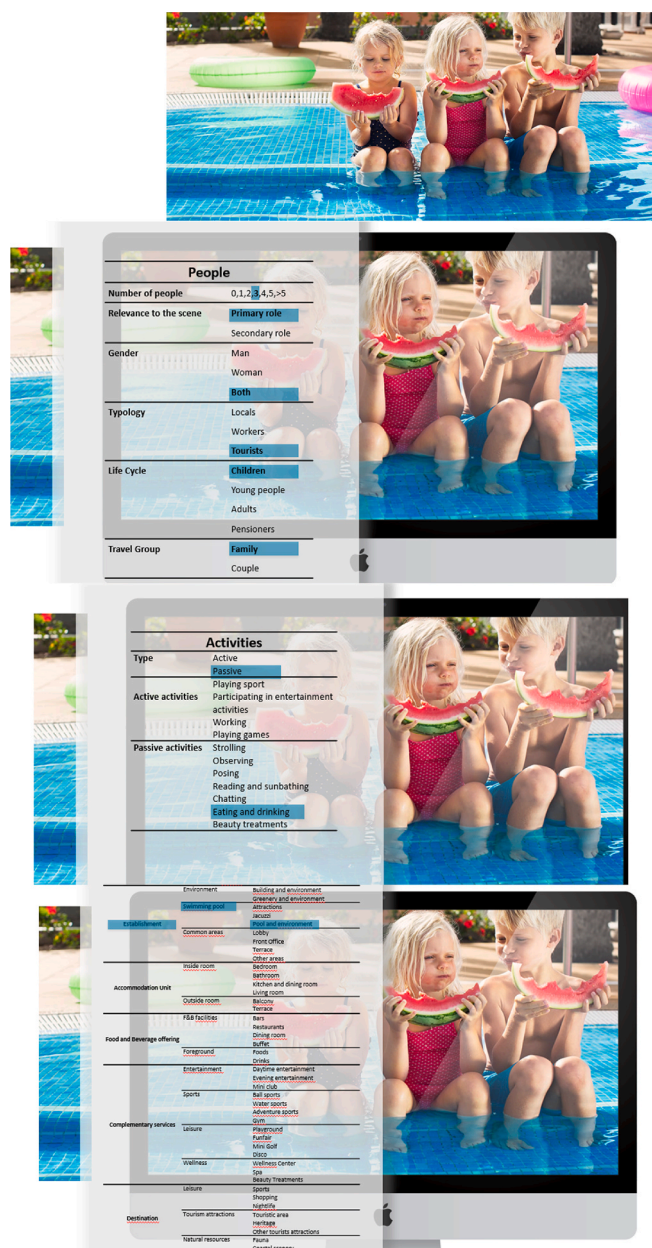 People
Number of people 0,1,2,3,4,5,>5
Relevance to the scene Primary role
Secondary role
Gender Man
Woman
Both
Typology Locals
Workers
Tourists
Life Cycle Children
Young people
Adults
Pensioners
Travel Group Family
Couple
Activities
Type Active
Passive
Playing sport
Active activities Participating in entertainment
activities
Working
Playing games
Passive activities Strolling
Observing
Posing
Reading and sunbathing
Chatting
Eating and drinking
Beauty treatments
Environment Building and environment
Greenery and environment
Swimming pool Attractions
Jacuzzi
Establishment Pool and environment
Common areas Lobby
Front Office
Terrace
Other areas
Inside room Bedroom
Bathroom
Accommodation Unit Kitchen and dining room
Living room
Outside room Balcony
Terrace
F&B facilities Bars
Restaurants
Food and Beverage offering Dining room
Buffet
Foreground Foods
Drinks
Entertainment Daytime entertainment
Evening entertainment
Mini club
Sports Ball sports
Water sports
Adventure sports
Complementary services Gym
Leisure Playground
Funfair
Mini Golf
Disco
Wellness Wellness Center
Spa
Beauty Treatments
Leisure Sports
Shopping
Nightlife
Destination Tourism attractions Touristic area
Heritage
Other tourists attractions
Natural resources Fauna